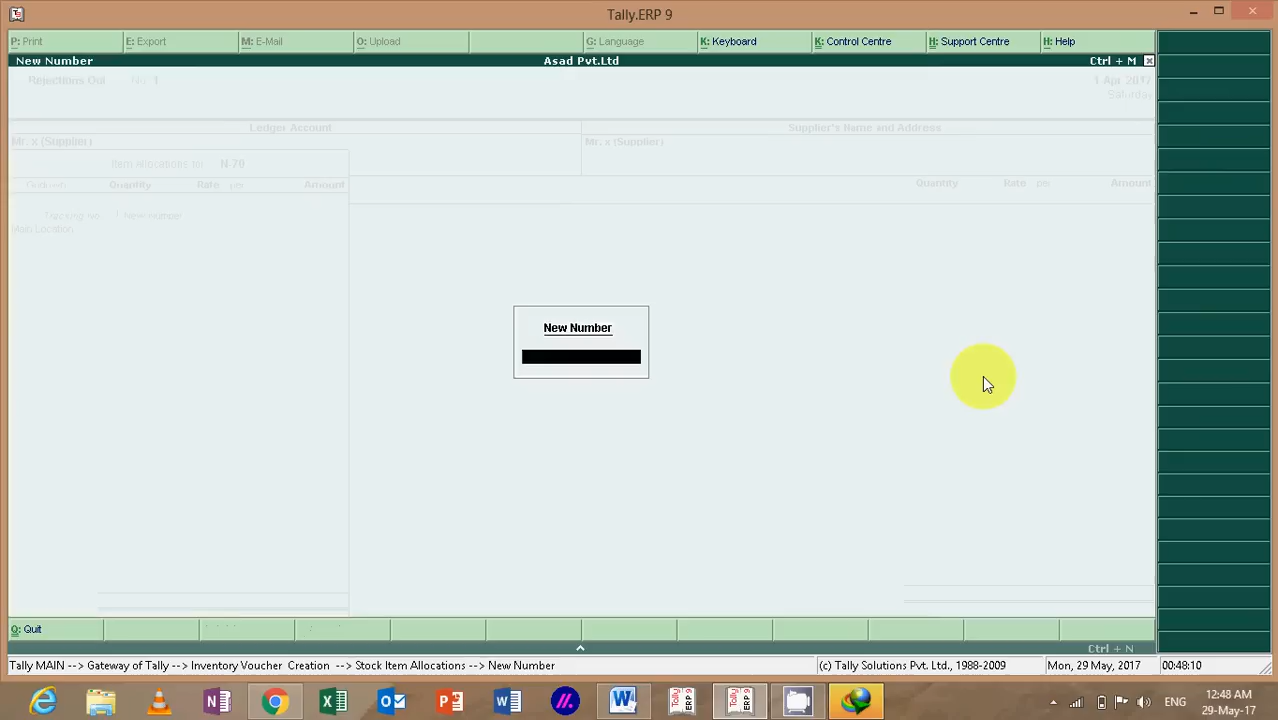 Tally.ERP 9
P: Print
E: Export
M: E-Mail
O: Upload
G: Language
K: Keyboard
K: Control Centre
H: Support Centre
H: Help
New Number
Asad Pvt.Ltd
Ctrl + M
Rejections Out No. 1
1 Apr 2017
Saturday
Ledger Account
Supplier's Name and Address
Mr. x (Supplier)
Mr. x (Supplier)
Item Allocations for N-70
Godown Quantity Rate per Amount
Quantity Rate per Amount
Tracking No. : New Number
Main Location
New Number
Q: Quit
Ctrl + N
Tally MAIN --> Gateway of Tally --> Inventory Voucher Creation --> Stock Item Allocations --> New Number
(c) Tally Solutions Pvt. Ltd., 1988-2009
Mon, 29 May, 2017
00:48:10
ENG
12:48 AM
29-May-17